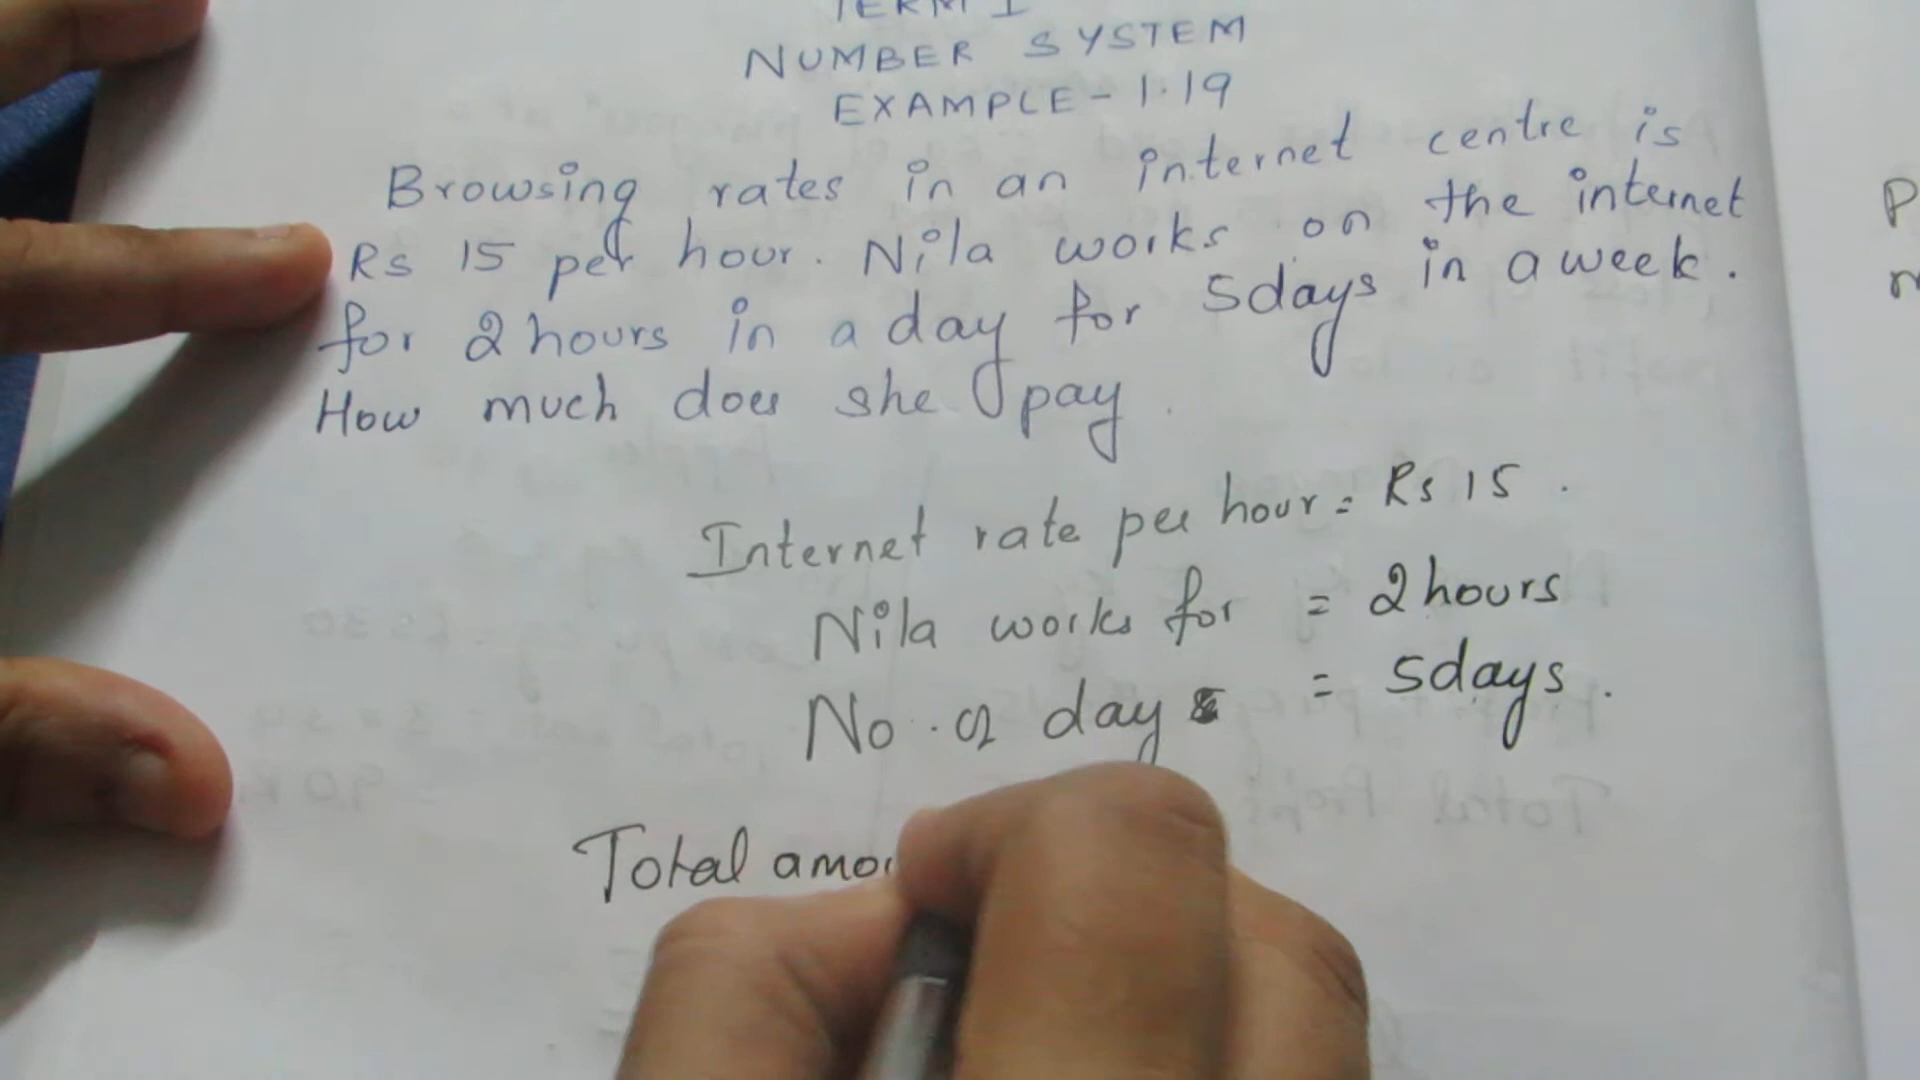 TERM I
NUMBER SYSTEM
EXAMPLE - 1.19
Browsing rates in an internet centre is
Rs 15 per hour. Nila works on the internet
for 2 hours in a day for 5days in a week.
How much does she pay
Internet rate per hour = Rs 15.
Nila works for = 2 hours
No. of days = 5days.
Total amou